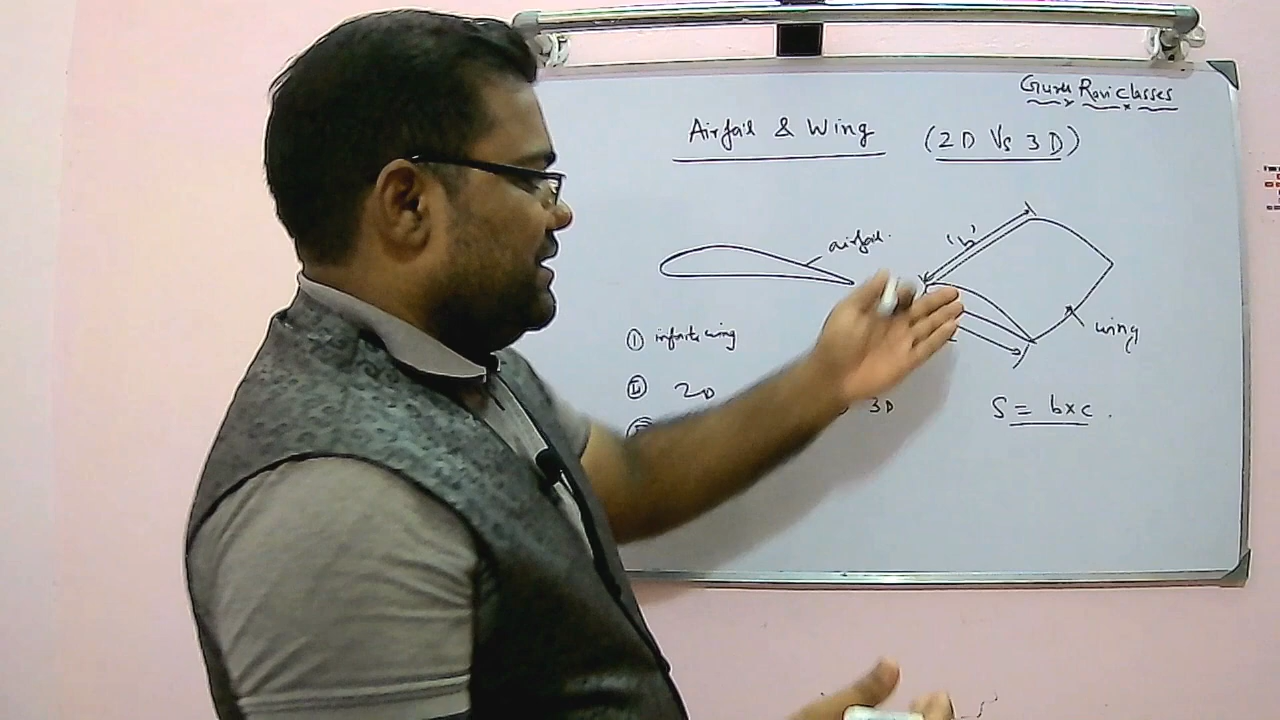 Guru Ravi classes
Airfoil & Wing (2D Vs 3D)
'b'
airfoil.
wing
① infinite wing
② 2D
3D
S = b×c .